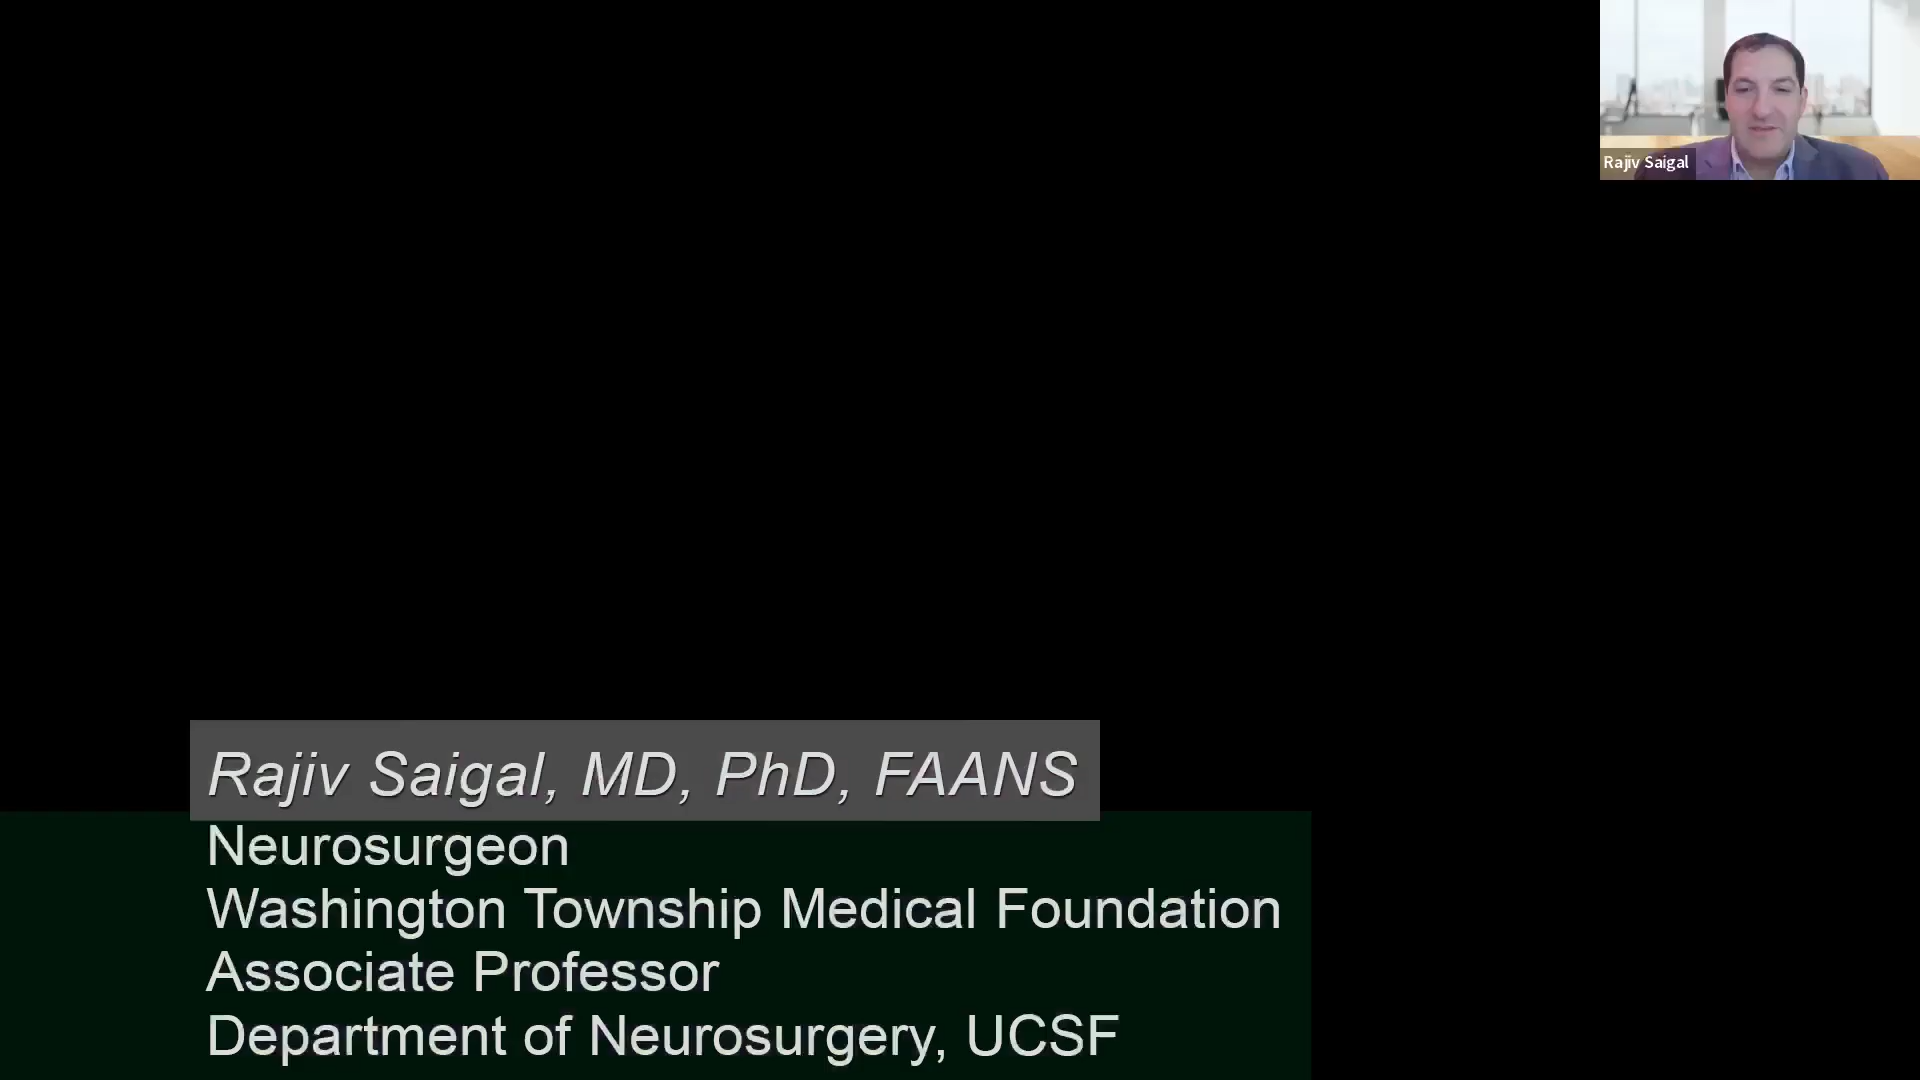 Rajiv Saigal
Rajiv Saigal, MD, PhD, FAANS
Neurosurgeon
Washington Township Medical Foundation
Associate Professor
Department of Neurosurgery, UCSF